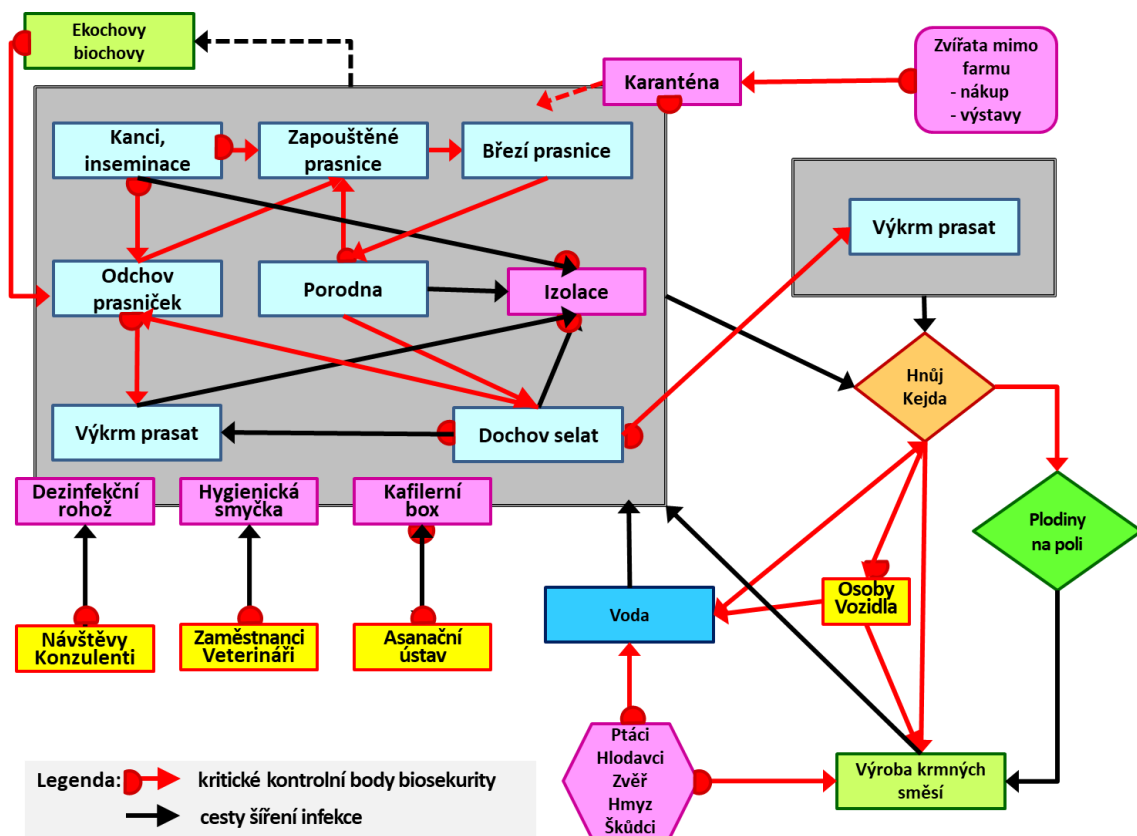 Ekochovy
biochovy
Karanténa
Zvířata mimo
farmu
- nákup
- výstavy
Kanci,
inseminace
Zapouštěné
prasnice
Březí prasnice
Výkrm prasat
Odchov
prasniček
Porodna
Izolace
Hnůj
Kejda
Výkrm prasat
Dochov selat
Dezinfekční
rohož
Hygienická
smyčka
Kafilerní
box
Plodiny
na poli
Osoby
Vozidla
Voda
Návštěvy
Konzulenti
Zaměstnanci
Veterináři
Asanační
ústav
Ptáci
Hlodavci
Zvěř
Hmyz
Škůdci
Výroba krmných
směsí
Legenda:
kritické kontrolní body biosekurity
cesty šíření infekce